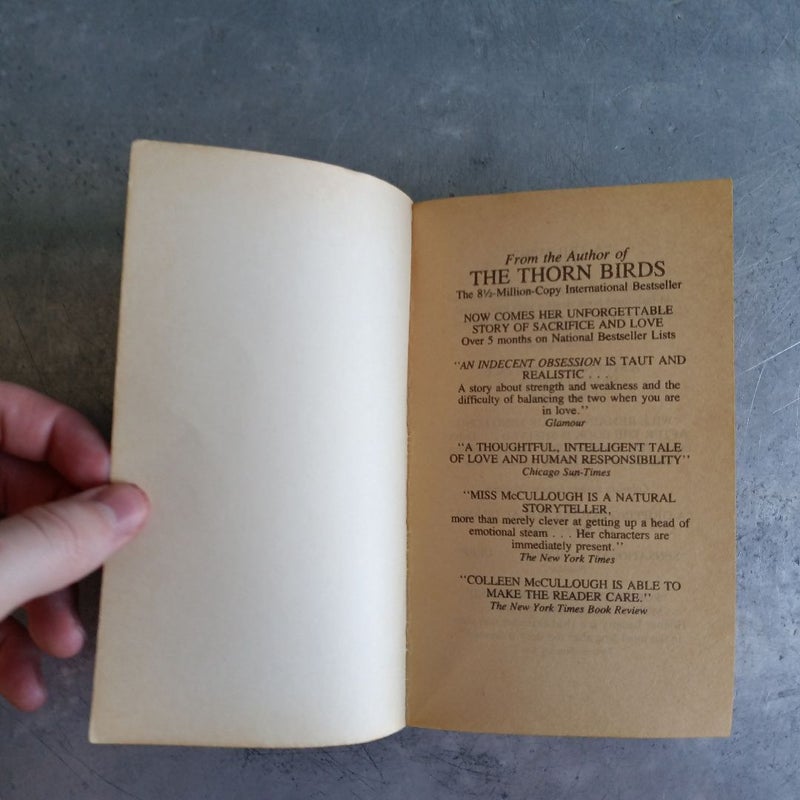 From the Author of
THE THORN BIRDS
The 8½-Million-Copy International Bestseller
NOW COMES HER UNFORGETTABLE
STORY OF SACRIFICE AND LOVE
Over 5 months on National Bestseller Lists
"AN INDECENT OBSESSION IS TAUT AND
REALISTIC . . .
A story about strength and weakness and the
difficulty of balancing the two when you are
in love."
Glamour
"A THOUGHTFUL, INTELLIGENT TALE
OF LOVE AND HUMAN RESPONSIBILITY"
Chicago Sun-Times
"MISS McCULLOUGH IS A NATURAL
STORYTELLER,
more than merely clever at getting up a head of
emotional steam . . . Her characters are
immediately present."
The New York Times
"COLLEEN McCULLOUGH IS ABLE TO
MAKE THE READER CARE."
The New York Times Book Review